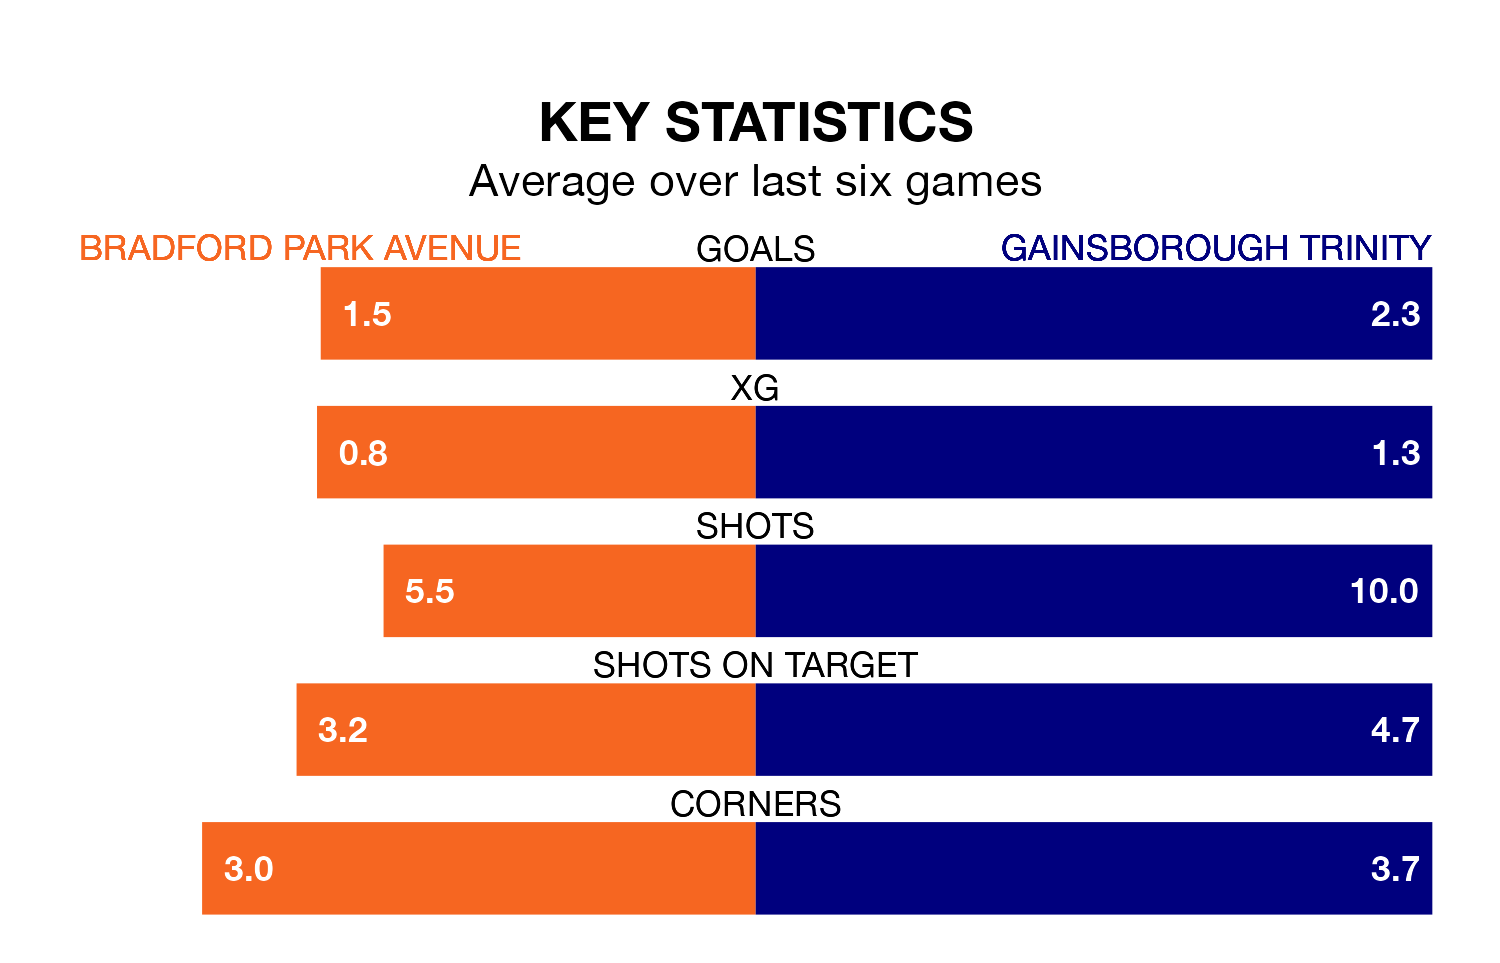 KEY STATISTICS
Average over last six games
BRADFORD PARK AVENUE GOALS GAINSBOROUGH TRINITY
1.5 2.3
XG
0.8 1.3
SHOTS
5.5 10.0
SHOTS ON TARGET
3.2 4.7
CORNERS
3.0 3.7